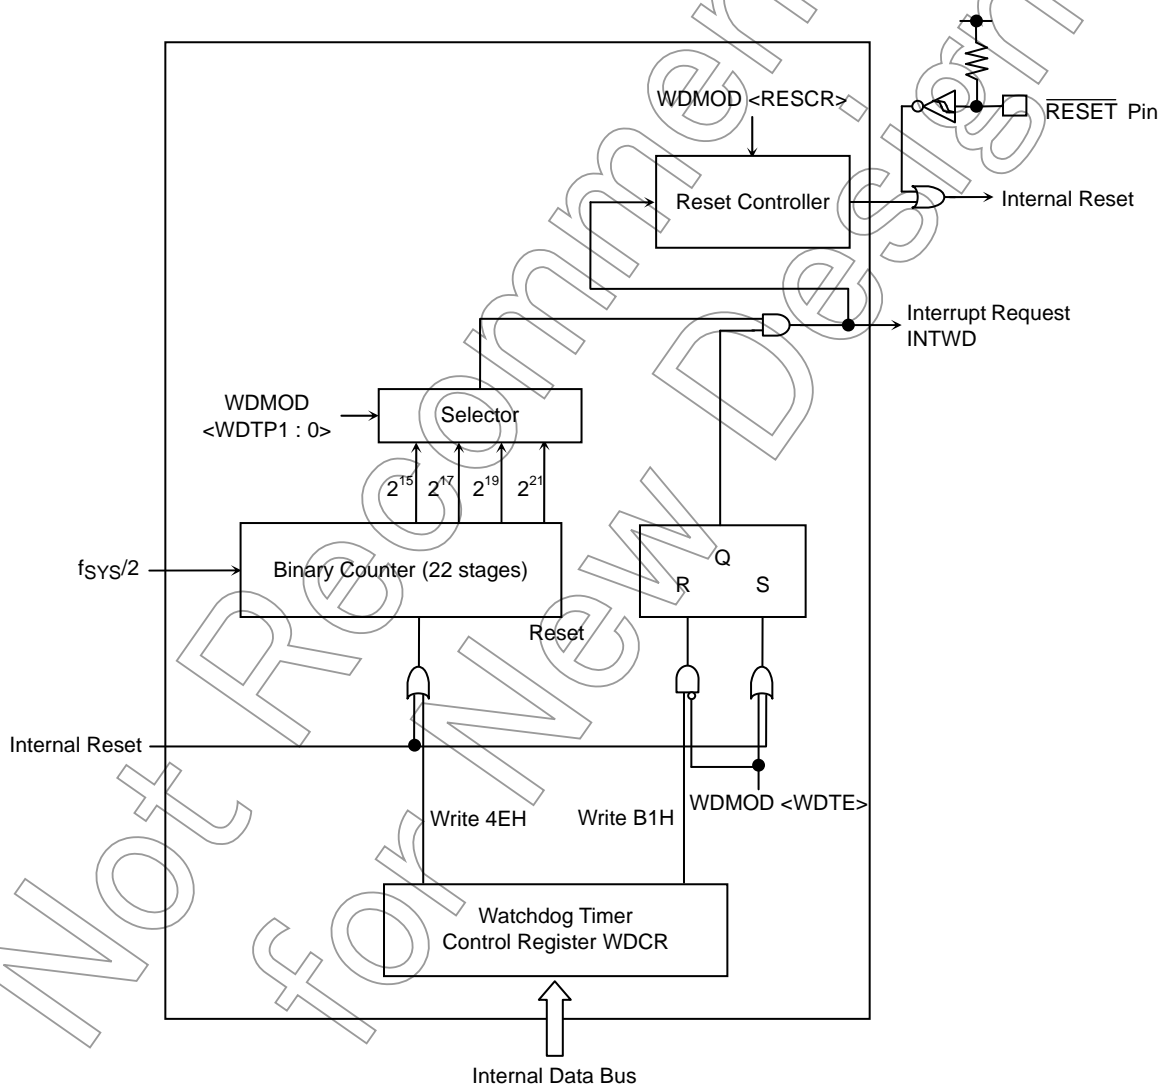 WDMOD <RESCR>
RESET Pin
Reset Controller
Internal Reset
Interrupt Request
INTWD
WDMOD
<WDTP1 : 0>
Selector
2^15 2^17 2^19 2^21
fSYS/2
Binary Counter (22 stages)
Q
R S
Reset
Internal Reset
WDMOD <WDTE>
Write 4EH
Write B1H
Watchdog Timer
Control Register WDCR
Internal Data Bus
Not Recommended
for New Design